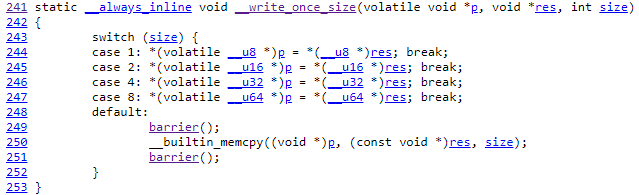 241 static __always_inline void __write_once_size(volatile void *p, void *res, int size)
242 {
243         switch (size) {
244         case 1: *(volatile __u8 *)p = *(__u8 *)res; break;
245         case 2: *(volatile __u16 *)p = *(__u16 *)res; break;
246         case 4: *(volatile __u32 *)p = *(__u32 *)res; break;
247         case 8: *(volatile __u64 *)p = *(__u64 *)res; break;
248         default:
249                 barrier();
250                 __builtin_memcpy((void *)p, (const void *)res, size);
251                 barrier();
252         }
253 }